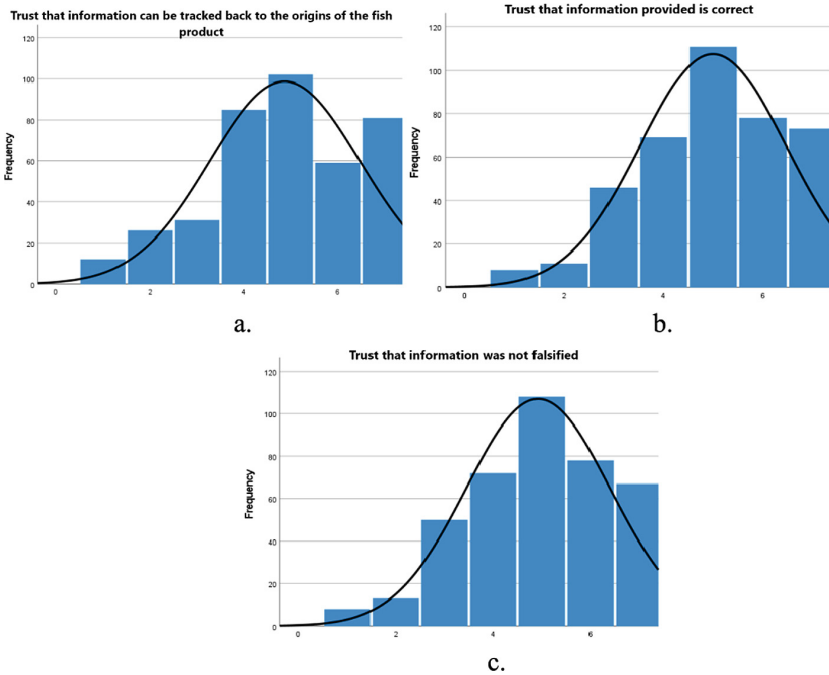 Trust that information can be tracked back to the origins of the fish
product
120
100
80
60
40
20
0
Frequency
0 2 4 6
a.
Trust that information provided is correct
120
100
80
60
40
20
0
Frequency
0 2 4 6
b.
Trust that information was not falsified
120
100
80
60
40
20
0
Frequency
0 2 4 6
c.